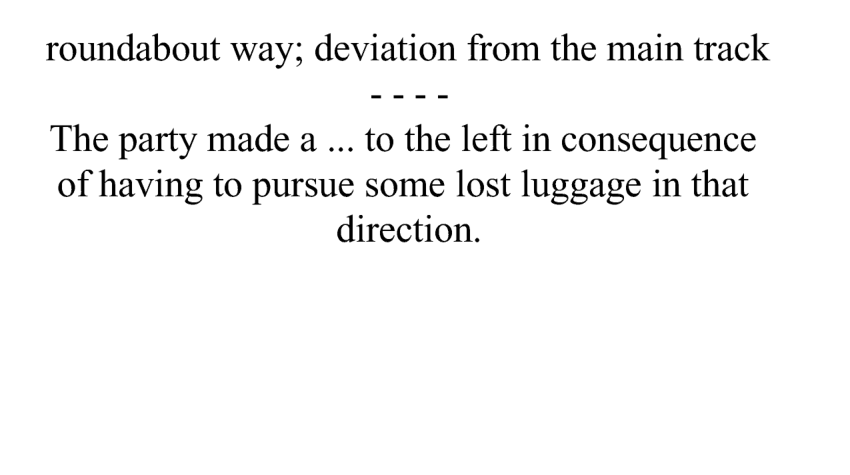 roundabout way; deviation from the main track
- - - -
The party made a ... to the left in consequence
of having to pursue some lost luggage in that
direction.